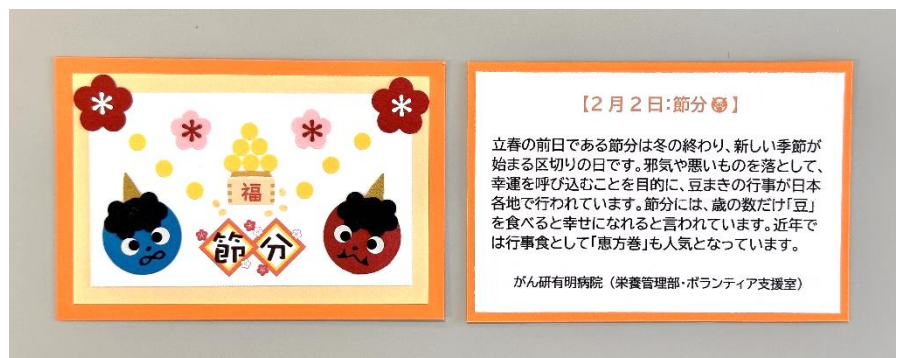 福
節分
【2月2日：節分 】
立春の前日である節分は冬の終わり、新しい季節が
始まる区切りの日です。邪気や悪いものを落として、
幸運を呼び込むことを目的に、豆まきの行事が日本
各地で行われています。節分には、歳の数だけ「豆」
を食べると幸せになれると言われています。近年で
は行事食として「恵方巻」も人気となっています。
がん研有明病院（栄養管理部・ボランティア支援室）